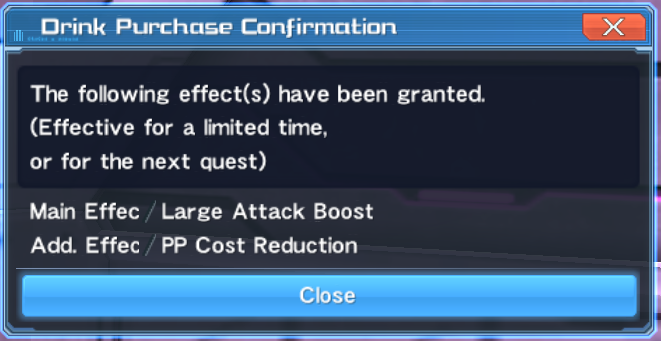 Drink Purchase Confirmation
The following effect(s) have been granted.
(Effective for a limited time,
or for the next quest)
Main Effec / Large Attack Boost
Add. Effec / PP Cost Reduction
Close